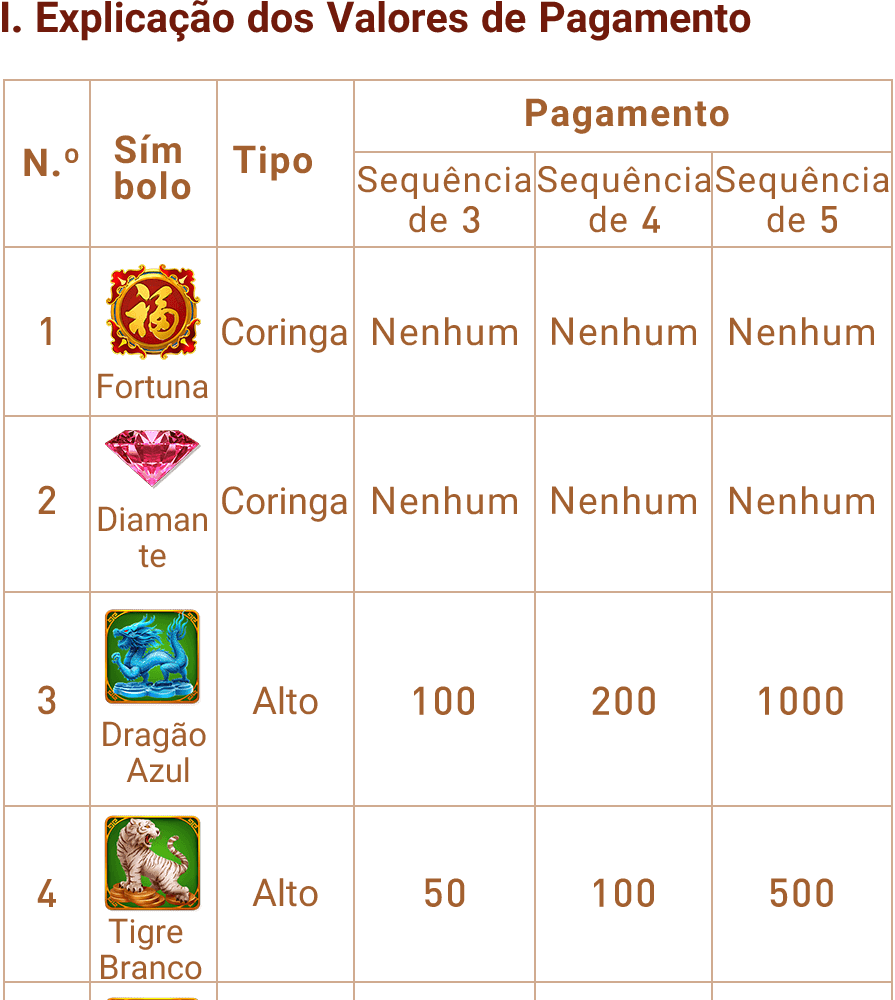 I. Explicação dos Valores de Pagamento
N.º
Sím
bolo
Tipo
Pagamento
Sequência
de 3
Sequência
de 4
Sequência
de 5
1
福
Fortuna
Coringa
Nenhum
Nenhum
Nenhum
2
Diaman
te
Coringa
Nenhum
Nenhum
Nenhum
3
Dragão
Azul
Alto
100
200
1000
4
Tigre
Branco
Alto
50
100
500